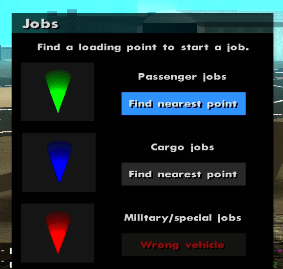 Jobs
Find a loading point to start a job.
Passenger jobs
Find nearest point
Cargo jobs
Find nearest point
Military/special jobs
Wrong vehicle